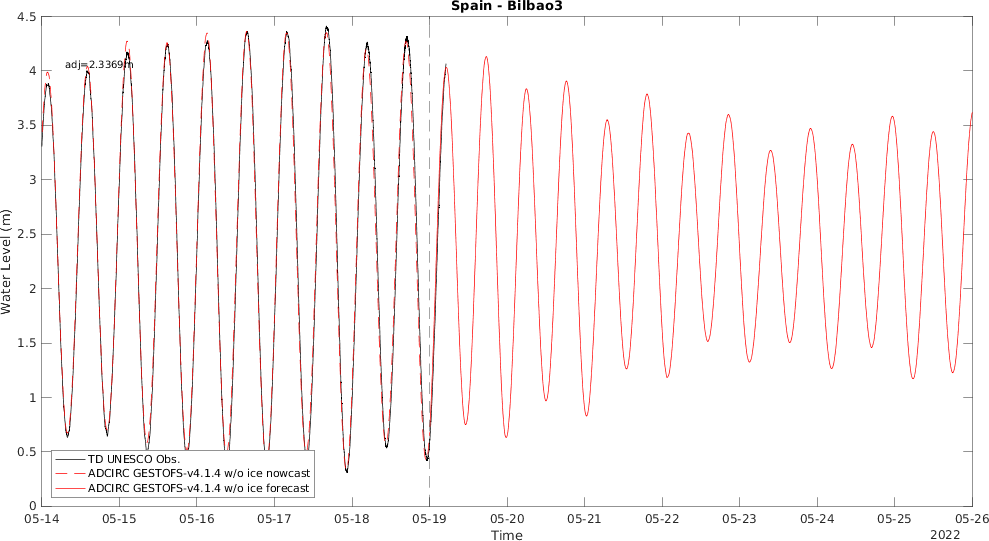 Spain - Bilbao3
adj=2.3369m
Water Level (m)
4.5
4
3.5
3
2.5
2
1.5
1
0.5
0
TD UNESCO Obs.
ADCIRC GESTOFS-v4.1.4 w/o ice nowcast
ADCIRC GESTOFS-v4.1.4 w/o ice forecast
05-14 05-15 05-16 05-17 05-18 05-19 05-20 05-21 05-22 05-23 05-24 05-25 05-26
Time
2022